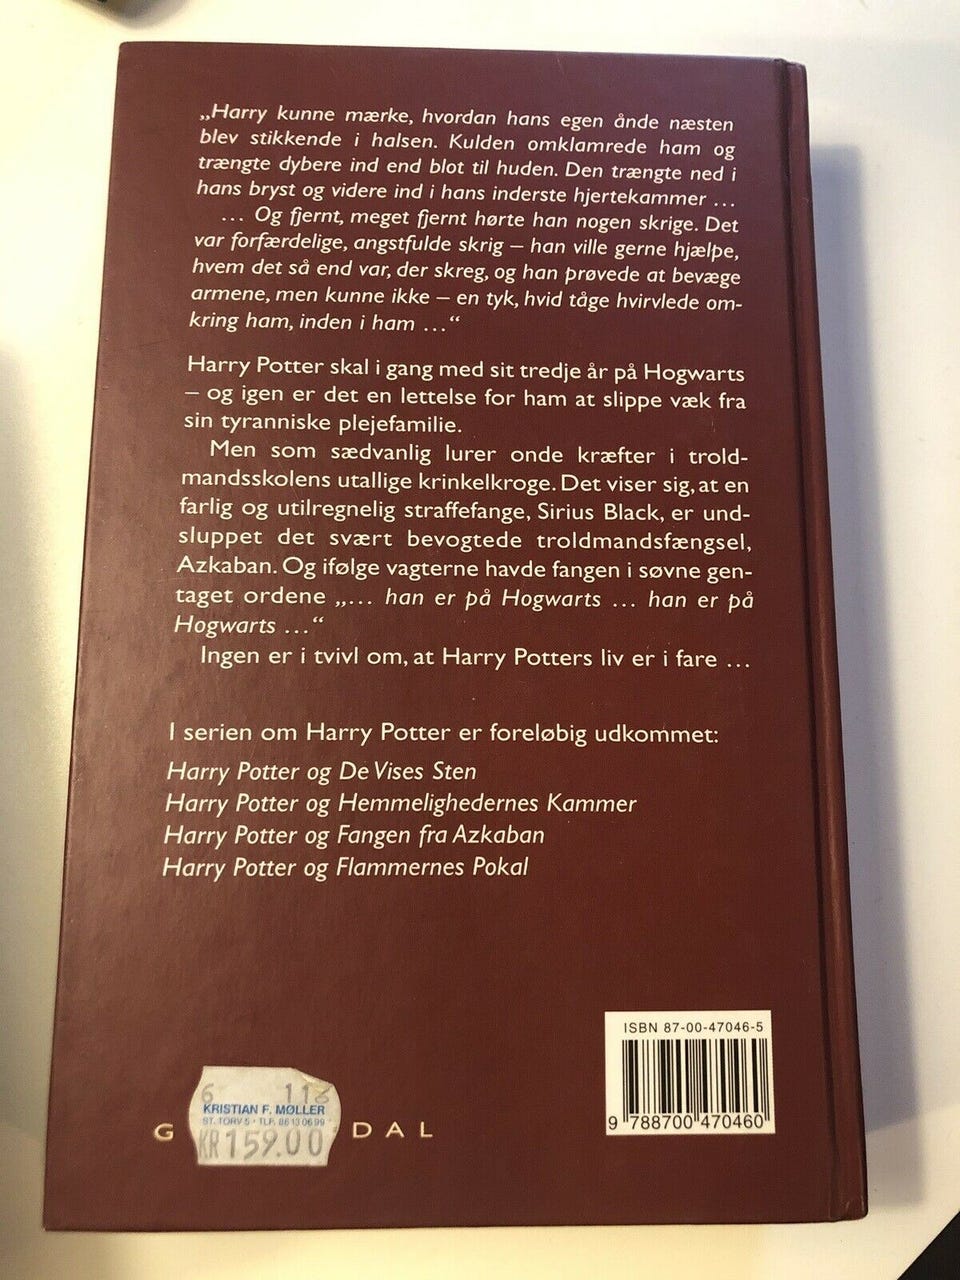 „Harry kunne mærke, hvordan hans egen ånde næsten
blev stikkende i halsen. Kulden omklamrede ham og
trængte dybere ind end blot til huden. Den trængte ned i
hans bryst og videre ind i hans inderste hjertekammer ...
... Og fjernt, meget fjernt hørte han nogen skrige. Det
var forfærdelige, angstfulde skrig – han ville gerne hjælpe,
hvem det så end var, der skreg, og han prøvede at bevæge
armene, men kunne ikke – en tyk, hvid tåge hvirvlede om-
kring ham, inden i ham ...“
Harry Potter skal i gang med sit tredje år på Hogwarts
– og igen er det en lettelse for ham at slippe væk fra
sin tyranniske plejefamilie.
Men som sædvanlig lurer onde kræfter i trold-
mandsskolens utallige krinkelkroge. Det viser sig, at en
farlig og utilregnelig straffefange, Sirius Black, er und-
sluppet det svært bevogtede troldmandsfængsel,
Azkaban. Og ifølge vagterne havde fangen i søvne gen-
taget ordene „... han er på Hogwarts ... han er på
Hogwarts ...“
Ingen er i tvivl om, at Harry Potters liv er i fare ...
I serien om Harry Potter er foreløbig udkommet:
Harry Potter og De Vises Sten
Harry Potter og Hemmelighedernes Kammer
Harry Potter og Fangen fra Azkaban
Harry Potter og Flammernes Pokal
ISBN 87-00-47046-5
9 788700 470460
6
KRISTIAN F. MØLLER
ST. TORV 5 • TLF. 86 13 06 99
KR 159.00
G DAL